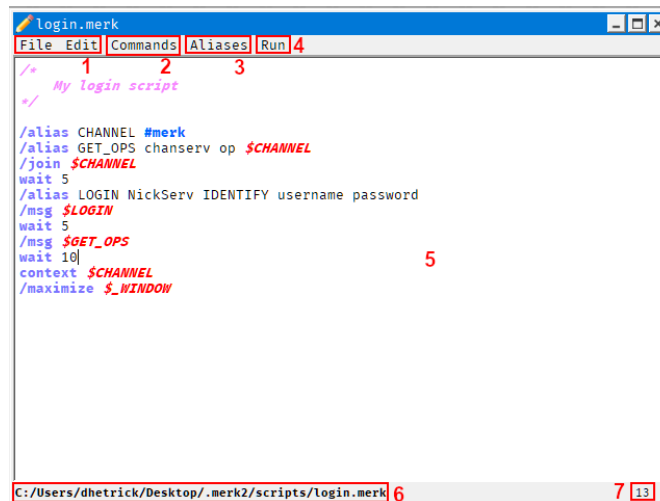 login.merk
File Edit Commands Aliases Run 4
1 2 3
/*
My login script
*/
/alias CHANNEL #merk
/alias GET_OPS chanserv op $CHANNEL
/join $CHANNEL
wait 5
/alias LOGIN NickServ IDENTIFY username password
/msg $LOGIN
wait 5
/msg $GET_OPS
wait 10
5
context $CHANNEL
/maximize $_WINDOW
C:/Users/dhetrick/Desktop/.merk2/scripts/login.merk 6 7 13